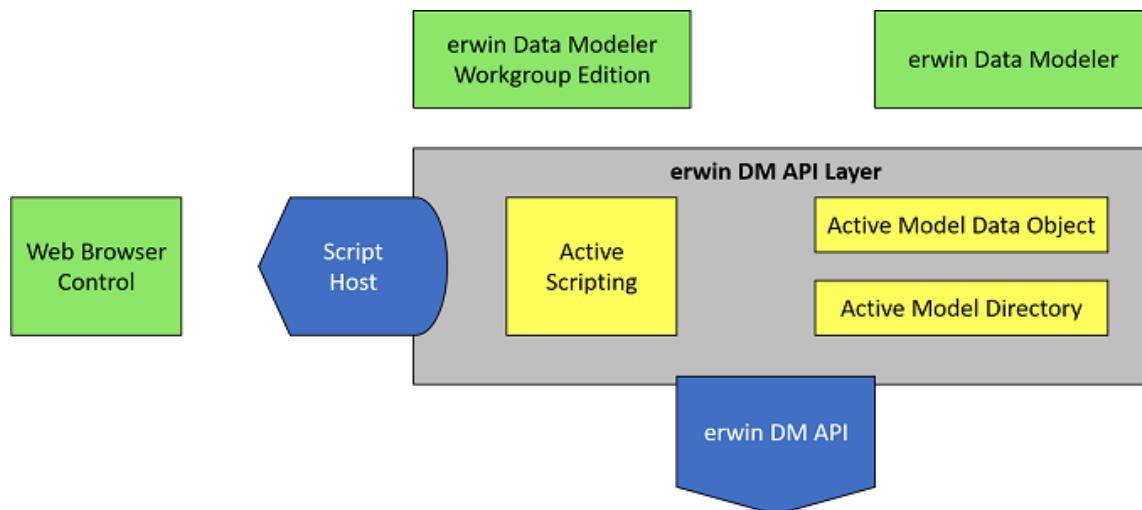 erwin Data Modeler
Workgroup Edition
erwin Data Modeler
erwin DM API Layer
Web Browser
Control
Script
Host
Active
Scripting
Active Model Data Object
Active Model Directory
erwin DM API